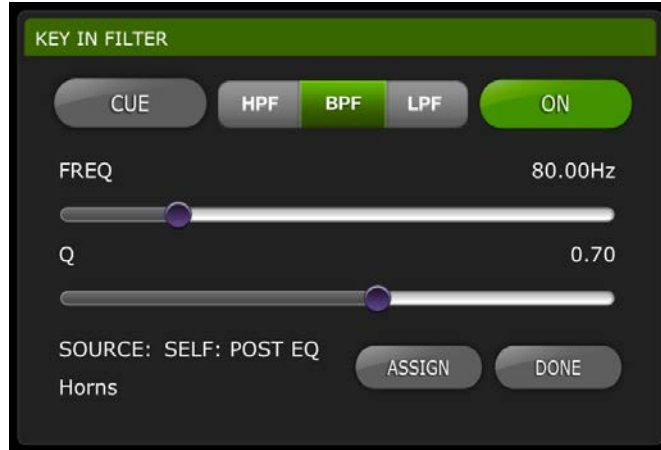 KEY IN FILTER
CUE HPF BPF LPF ON
FREQ 80.00Hz
Q 0.70
SOURCE: SELF: POST EQ
Horns
ASSIGN DONE